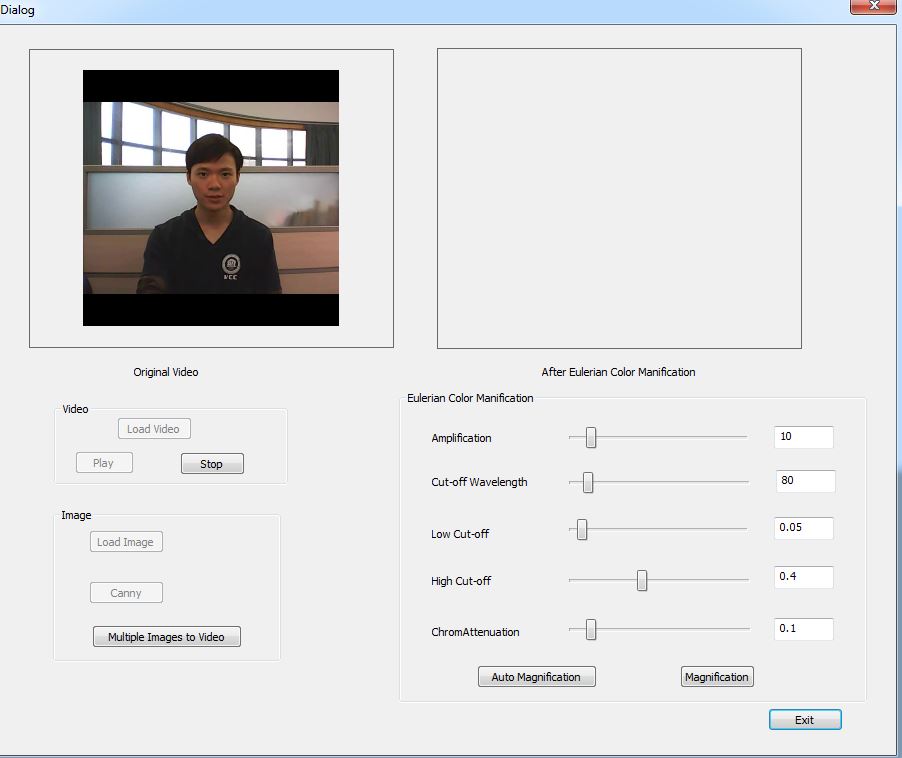 Dialog
Original Video
After Eulerian Color Manification
Video
Load Video
Play
Stop
Image
Load Image
Canny
Multiple Images to Video
Eulerian Color Manification
Amplification
10
Cut-off Wavelength
80
Low Cut-off
0.05
High Cut-off
0.4
ChromAttenuation
0.1
Auto Magnification
Magnification
Exit